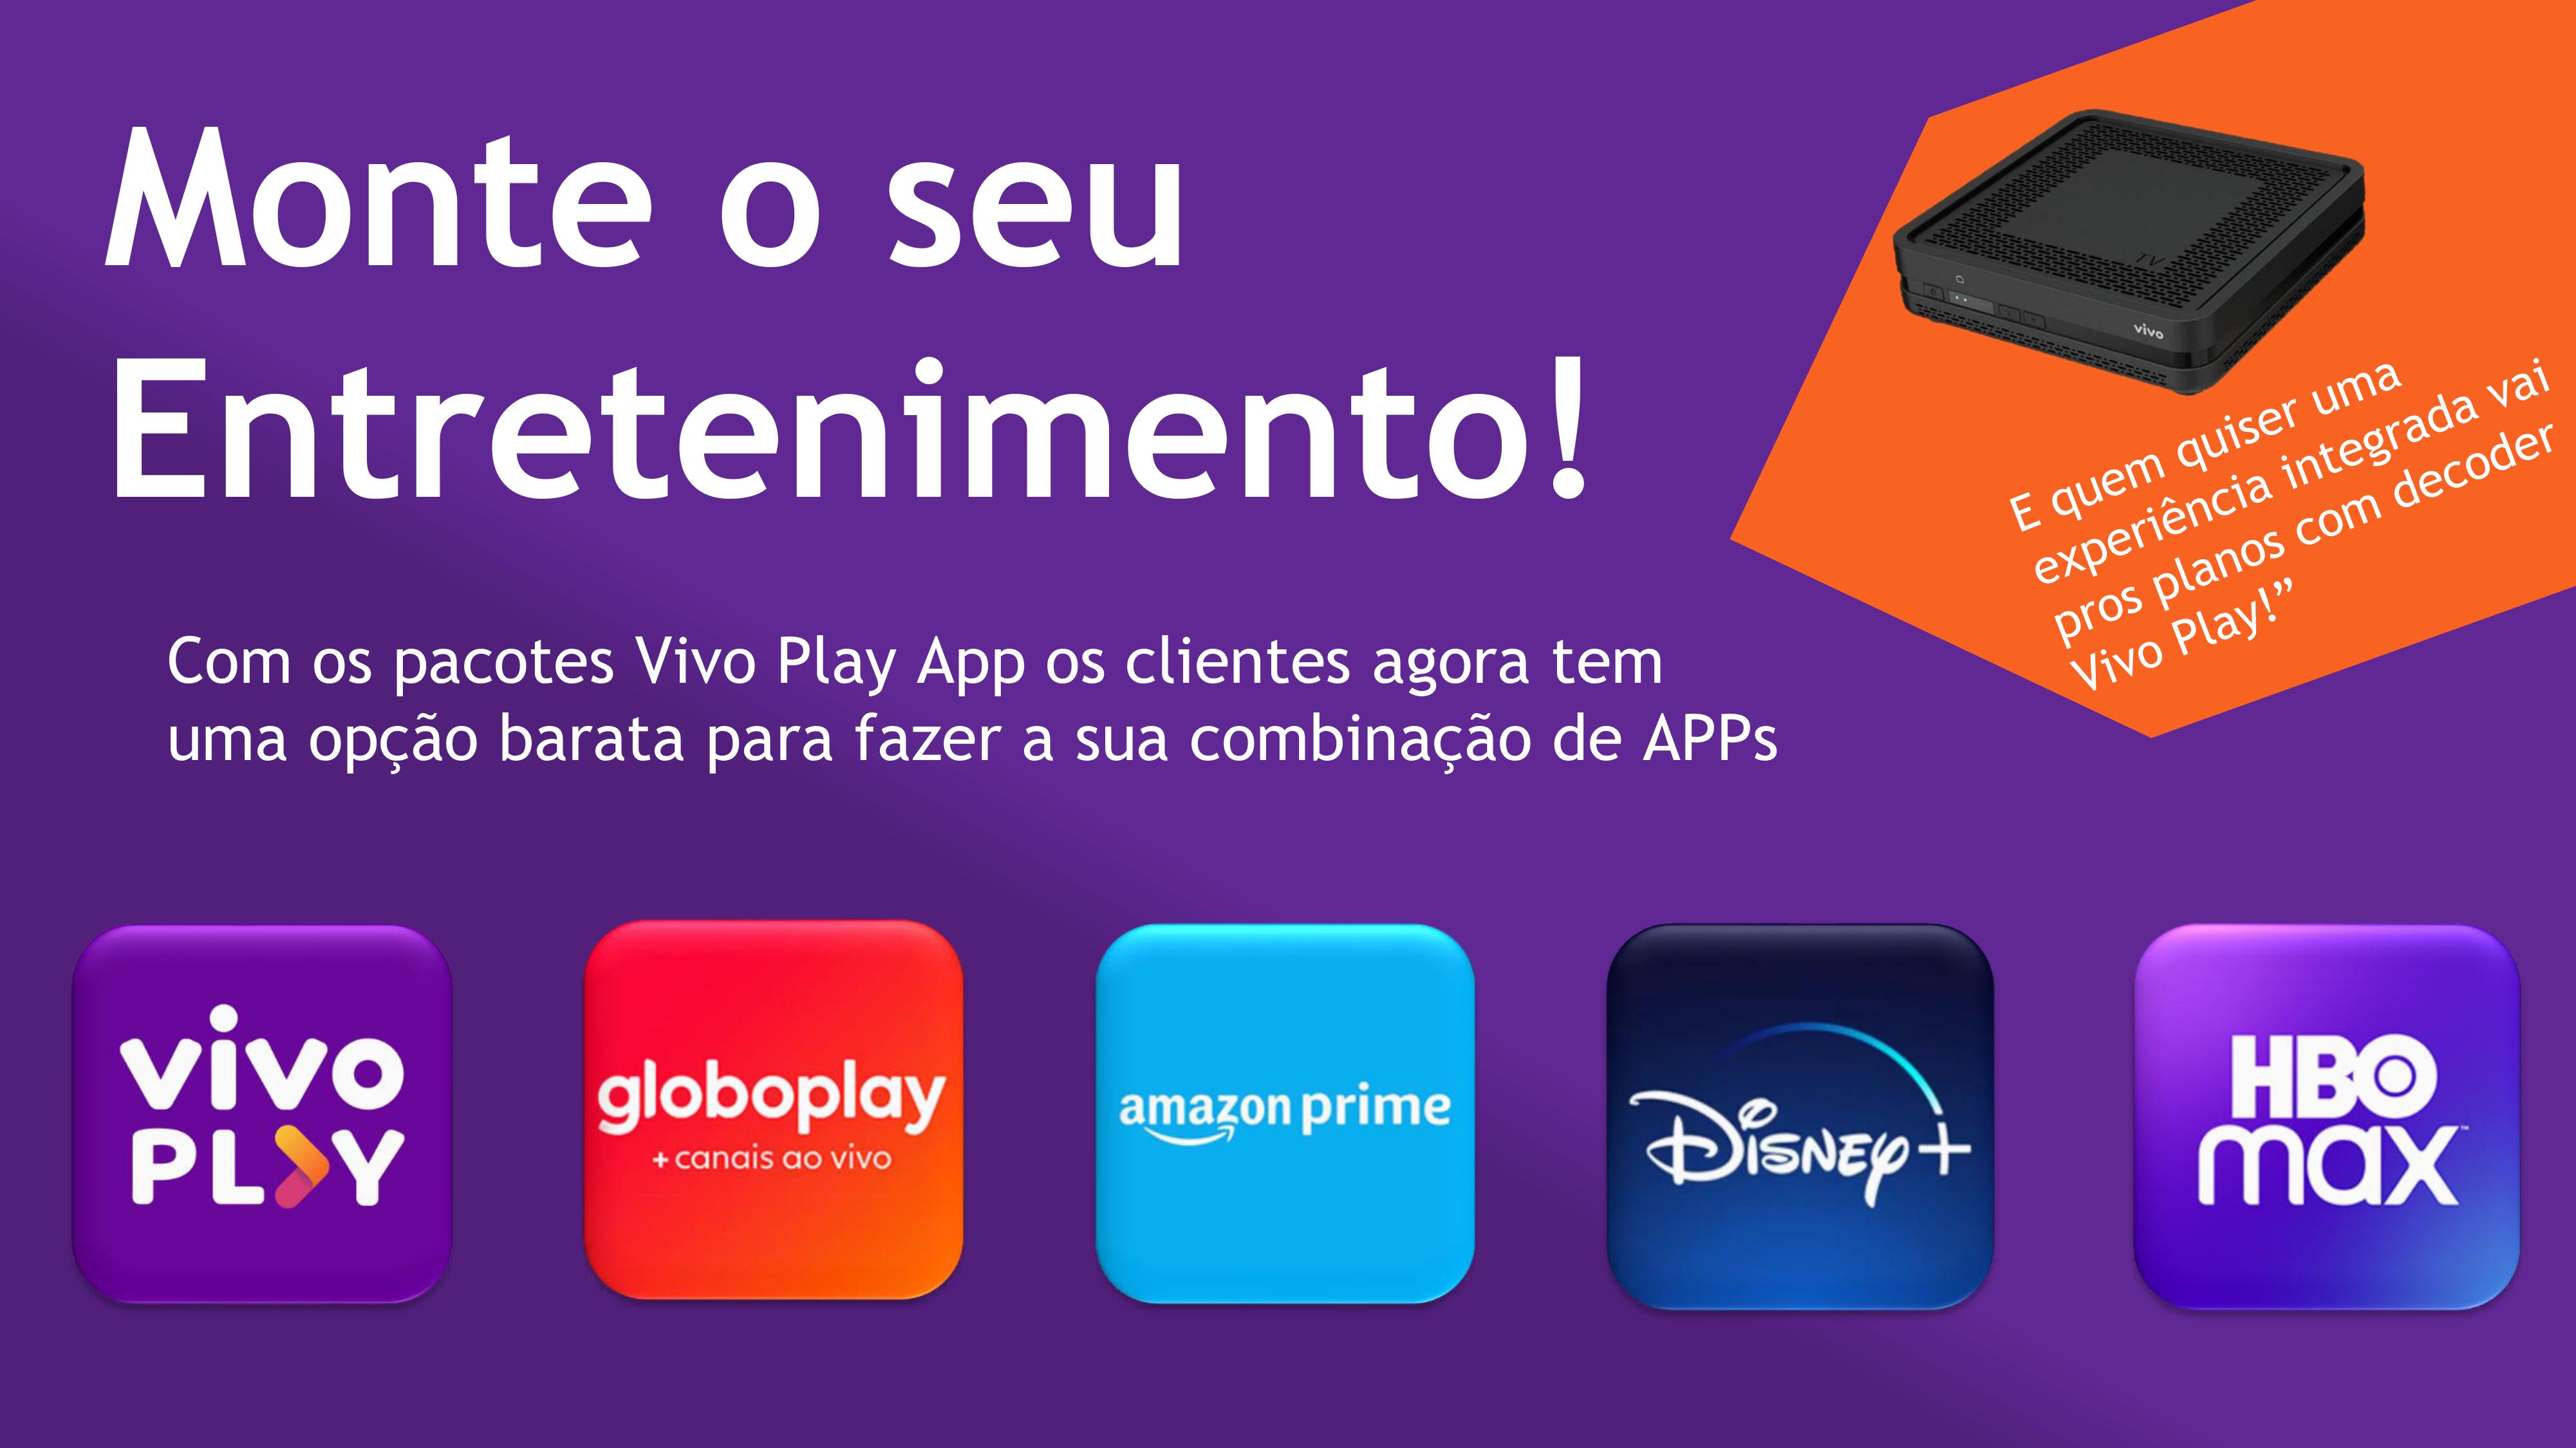 Monte o seu
Entretenimento!
TV
vivo
E quem quiser uma
experiência integrada vai
pros planos com decoder
Vivo Play!”
Com os pacotes Vivo Play App os clientes agora tem
uma opção barata para fazer a sua combinação de APPs
vivo
PLAY
globoplay
+ canais ao vivo
amazon prime
Disney+
HBO
max